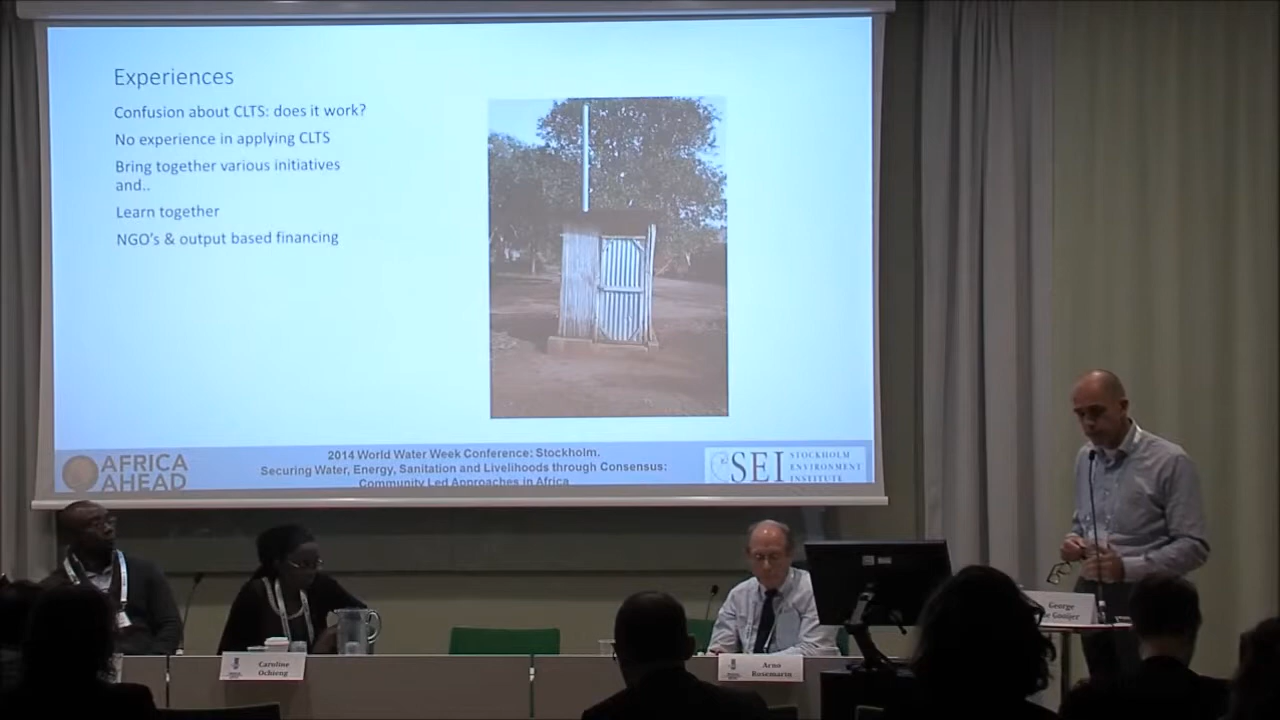 Experiences
Confusion about CLTS: does it work?
No experience in applying CLTS
Bring together various initiatives
and..
Learn together
NGO's & output based financing
AFRICA
AHEAD
2014 World Water Week Conference: Stockholm.
Securing Water, Energy, Sanitation and Livelihoods through Consensus:
Community Led Approaches in Africa
SEI
STOCKHOLM
ENVIRONMENT
INSTITUTE
Caroline
Ochieng
Arno
Rosemarin
George
Gooijer